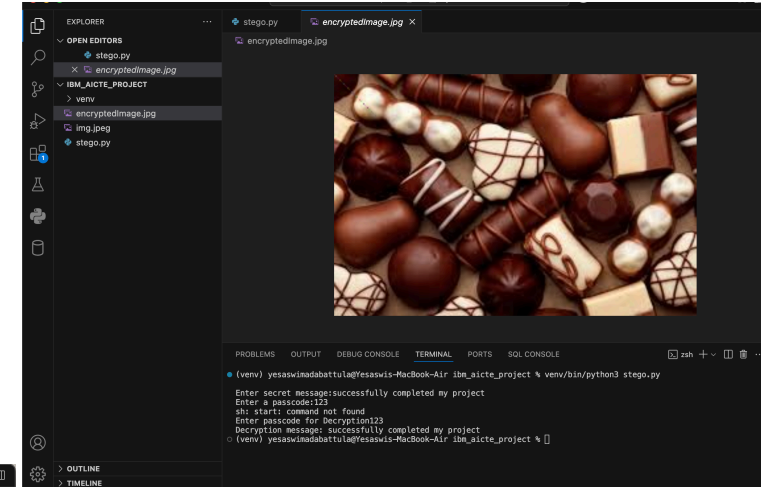 EXPLORER
···
OPEN EDITORS
stego.py
encryptedImage.jpg
IBM_AICTE_PROJECT
venv
encryptedImage.jpg
img.jpeg
stego.py
1
OUTLINE
TIMELINE
stego.py
encryptedImage.jpg
encryptedImage.jpg
PROBLEMS OUTPUT DEBUG CONSOLE TERMINAL PORTS SQL CONSOLE
zsh
(venv) yesaswimadabattula@Yesaswis-MacBook-Air ibm_aicte_project % venv/bin/python3 stego.py
Enter secret message:successfully completed my project
Enter a passcode:123
sh: start: command not found
Enter passcode for Decryption123
Decryption message: successfully completed my project
(venv) yesaswimadabattula@Yesaswis-MacBook-Air ibm_aicte_project %